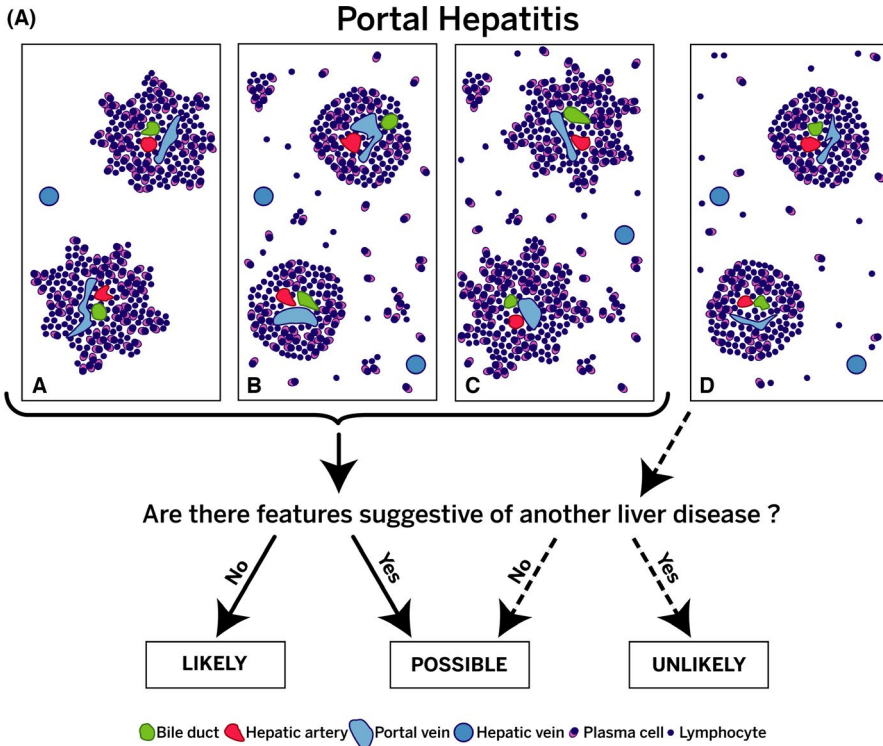 (A)
Portal Hepatitis
A
B
C
D
Are there features suggestive of another liver disease ?
No
Yes
No
Yes
LIKELY
POSSIBLE
UNLIKELY
Bile duct Hepatic artery Portal vein Hepatic vein Plasma cell Lymphocyte